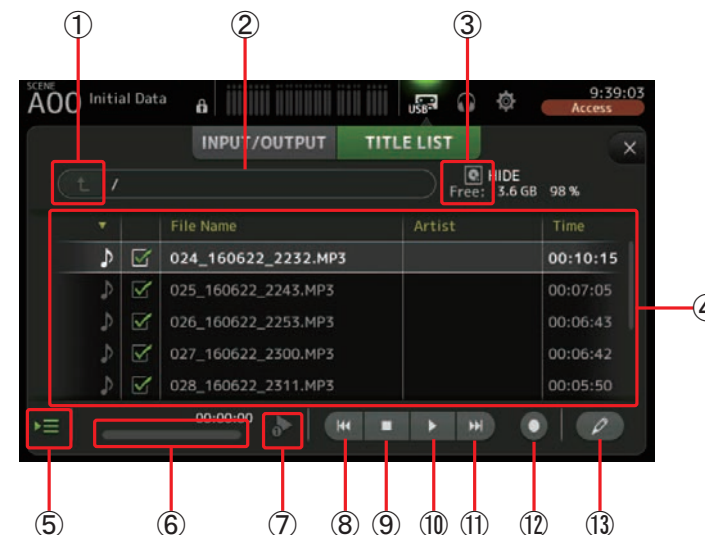 ① ② ③
SCENE
A00 Initial Data USB 9:39:03
Access
INPUT/OUTPUT TITLE LIST ×
/ HIDE
Free: 3.6 GB 98 %
File Name Artist Time
024_160622_2232.MP3 00:10:15
025_160622_2243.MP3 00:07:05
026_160622_2253.MP3 00:06:43
027_160622_2300.MP3 00:06:42
028_160622_2311.MP3 00:05:50
④
00:00:00
⑤ ⑥ ⑦ ⑧ ⑨ ⑩ ⑪ ⑫ ⑬